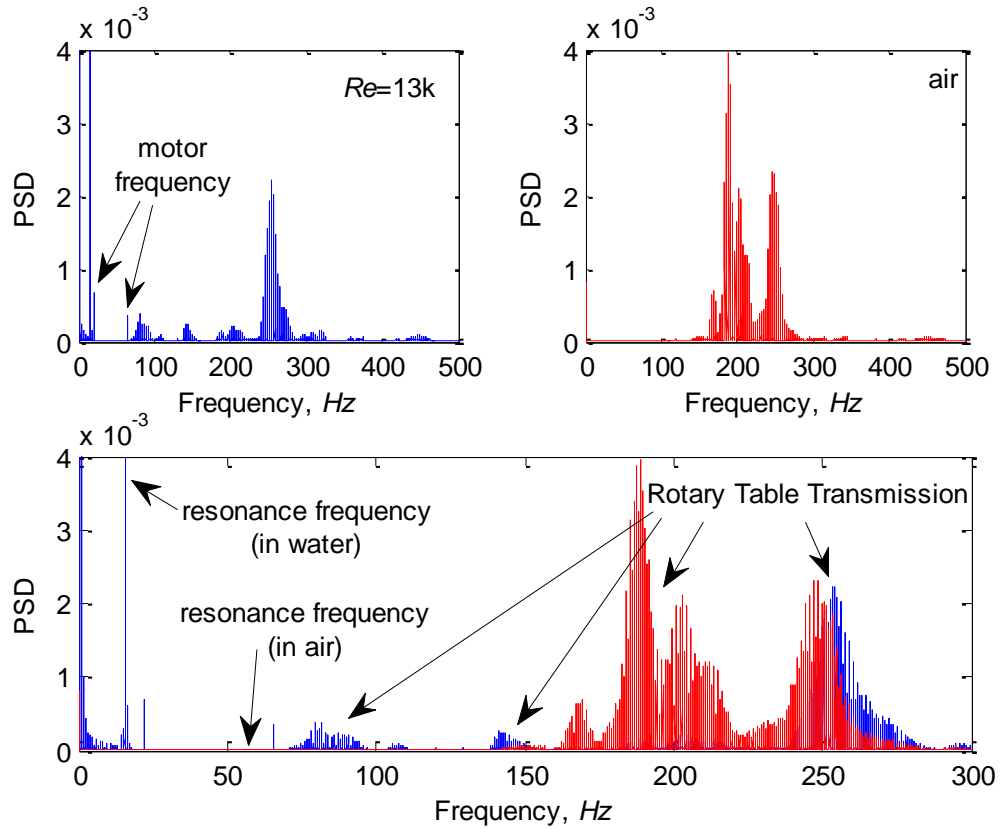 x 10-3
4
3
2
1
0
0 100 200 300 400 500
PSD
Frequency, Hz
Re=13k
motor
frequency
x 10-3
4
3
2
1
0
0 100 200 300 400 500
PSD
Frequency, Hz
air
x 10-3
4
3
2
1
0
0 50 100 150 200 250 300
PSD
Frequency, Hz
resonance frequency
(in water)
resonance frequency
(in air)
Rotary Table Transmission